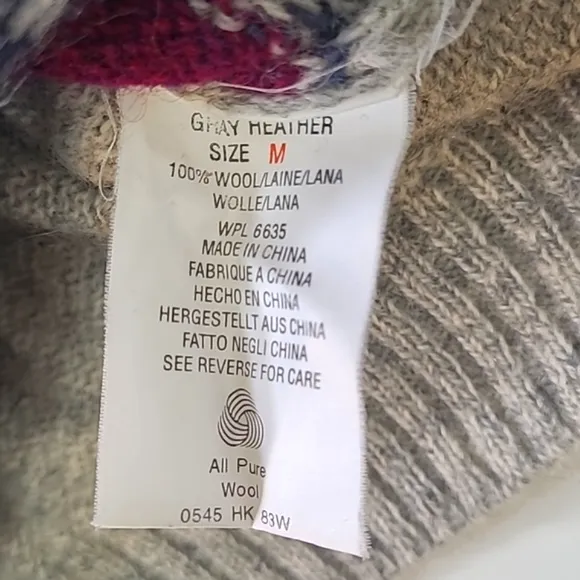 GRAY HEATHER
SIZE M
100% WOOL/LAINE/LANA
WOLLE/LANA
WPL 6635
MADE IN CHINA
FABRIQUE A CHINA
HECHO EN CHINA
HERGESTELLT AUS CHINA
FATTO NEGLI CHINA
SEE REVERSE FOR CARE
All Pure
Wool
0545 HK 83W